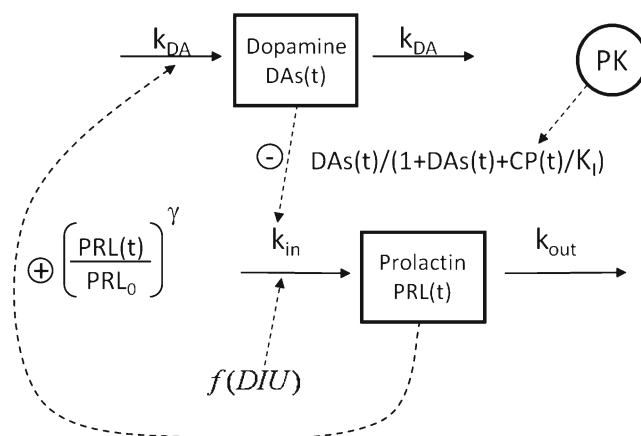 k_DA
Dopamine
DAs(t)
k_DA
PK
-
DAs(t)/(1+DAs(t)+CP(t)/K_I)
+ (PRL(t)/PRL_0)^γ
k_in
Prolactin
PRL(t)
k_out
f(DIU)